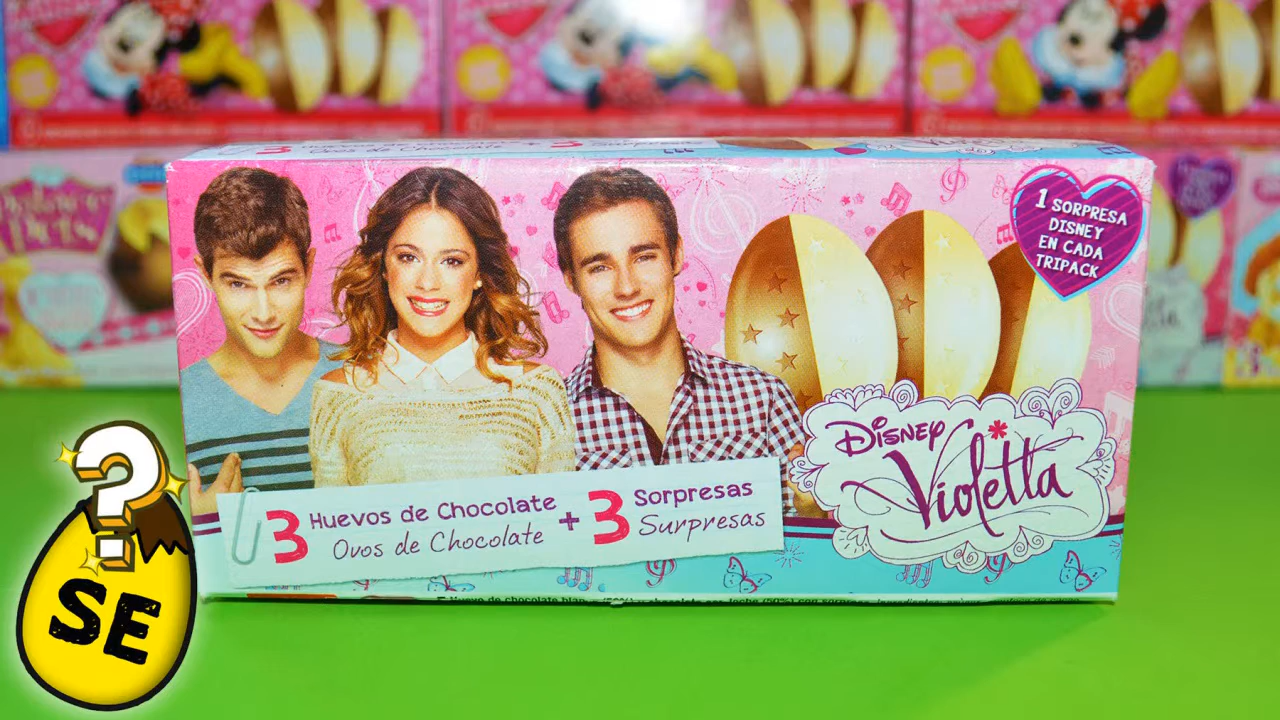 1 SORPRESA
DISNEY
EN CADA
TRIPACK
DISNEY
Violetta
3 Huevos de Chocolate + 3 Sorpresas
Ovos de Chocolate Surpresas
?
SE